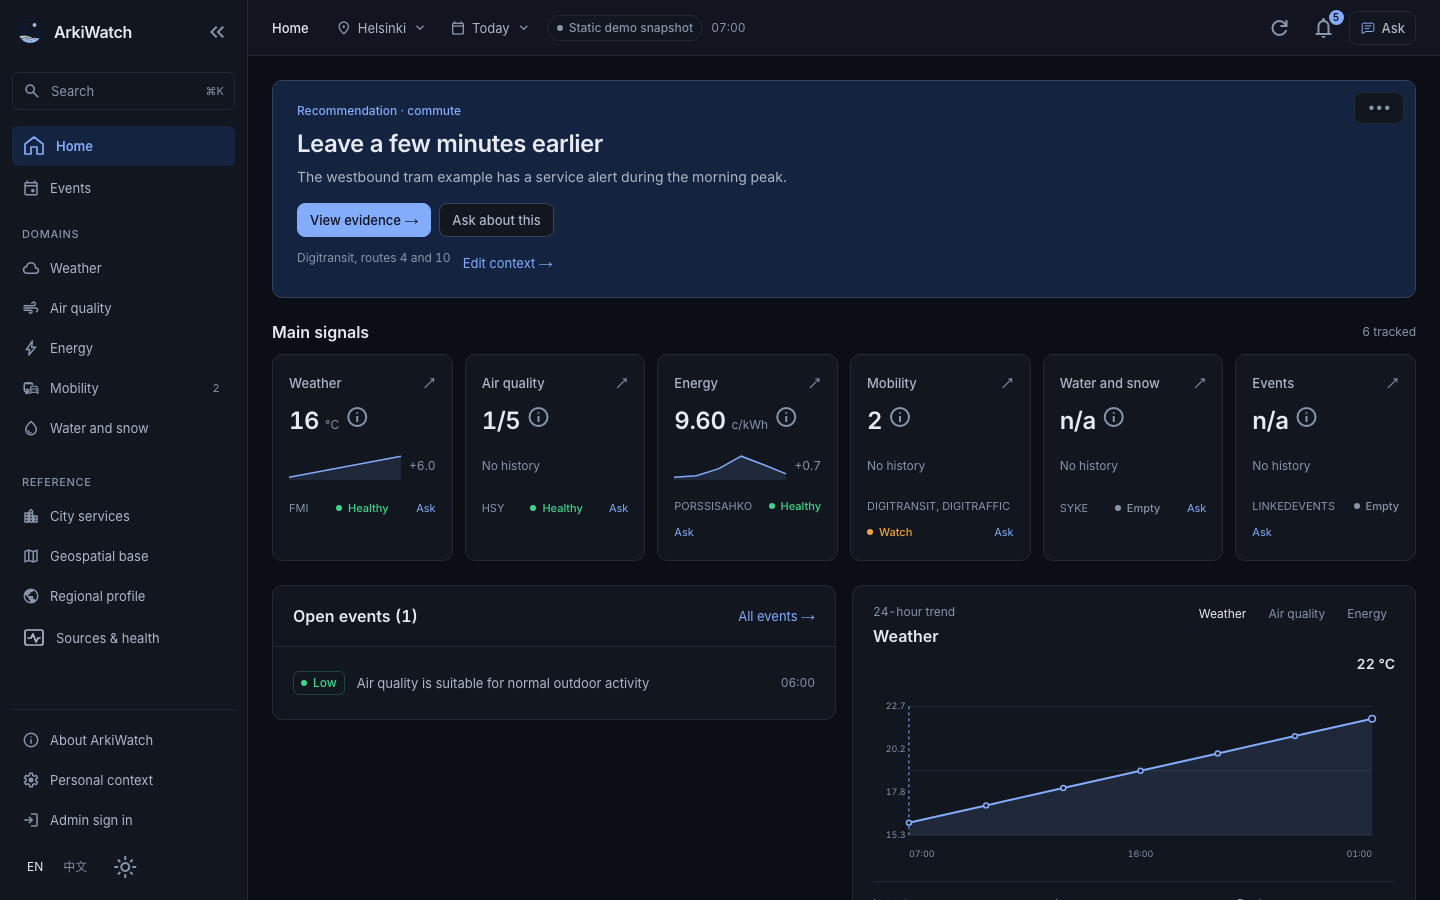 ArkiWatch
Search ⌘K
Home
Events
DOMAINS
Weather
Air quality
Energy
Mobility 2
Water and snow
REFERENCE
City services
Geospatial base
Regional profile
Sources & health
About ArkiWatch
Personal context
Admin sign in
EN 中文
Home Helsinki Today Static demo snapshot 07:00 5 Ask
Recommendation · commute
Leave a few minutes earlier
The westbound tram example has a service alert during the morning peak.
View evidence → Ask about this
Digitransit, routes 4 and 10 Edit context →
Main signals 6 tracked
Weather ↗
16 °C
+6.0
FMI Healthy Ask
Air quality ↗
1/5
No history
HSY Healthy Ask
Energy ↗
9.60 c/kWh
+0.7
PORSSISAHKO Healthy
Ask
Mobility ↗
2
No history
DIGITRANSIT, DIGITRAFFIC
Watch Ask
Water and snow ↗
n/a
No history
SYKE Empty Ask
Events ↗
n/a
No history
LINKEDEVENTS Empty
Ask
Open events (1) All events →
Low Air quality is suitable for normal outdoor activity 06:00
24-hour trend
Weather
Weather Air quality Energy
22 °C
22.7
20.2
17.8
15.3
07:00 16:00 01:00